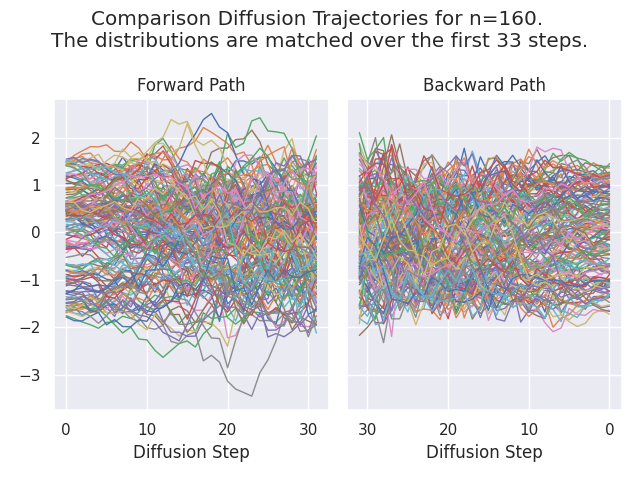 Comparison Diffusion Trajectories for n=160.
The distributions are matched over the first 33 steps.
Forward Path
Backward Path
2
1
0
−1
−2
−3
0
10
20
30
30
20
10
0
Diffusion Step
Diffusion Step